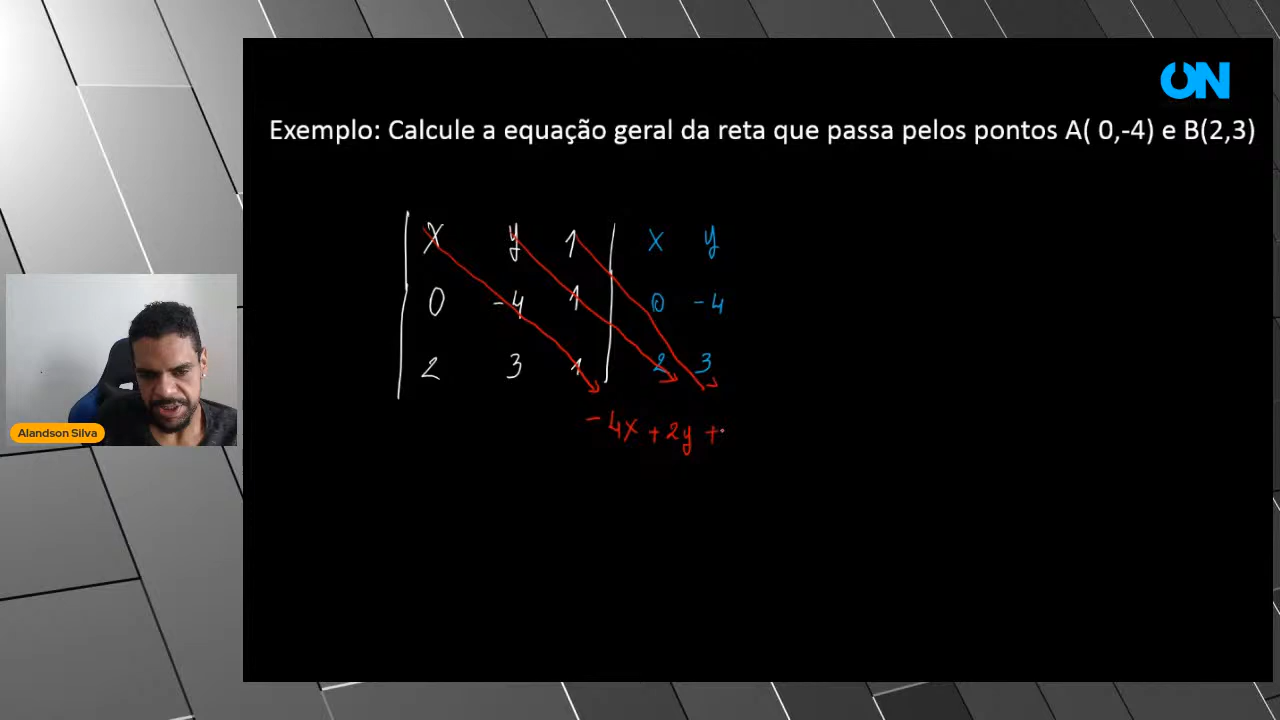 ON
Exemplo: Calcule a equação geral da reta que passa pelos pontos A( 0,-4) e B(2,3)
x y 1 x y
0 -4 1 0 -4
2 3 1 2 3
-4x + 2y +
Alandson Silva